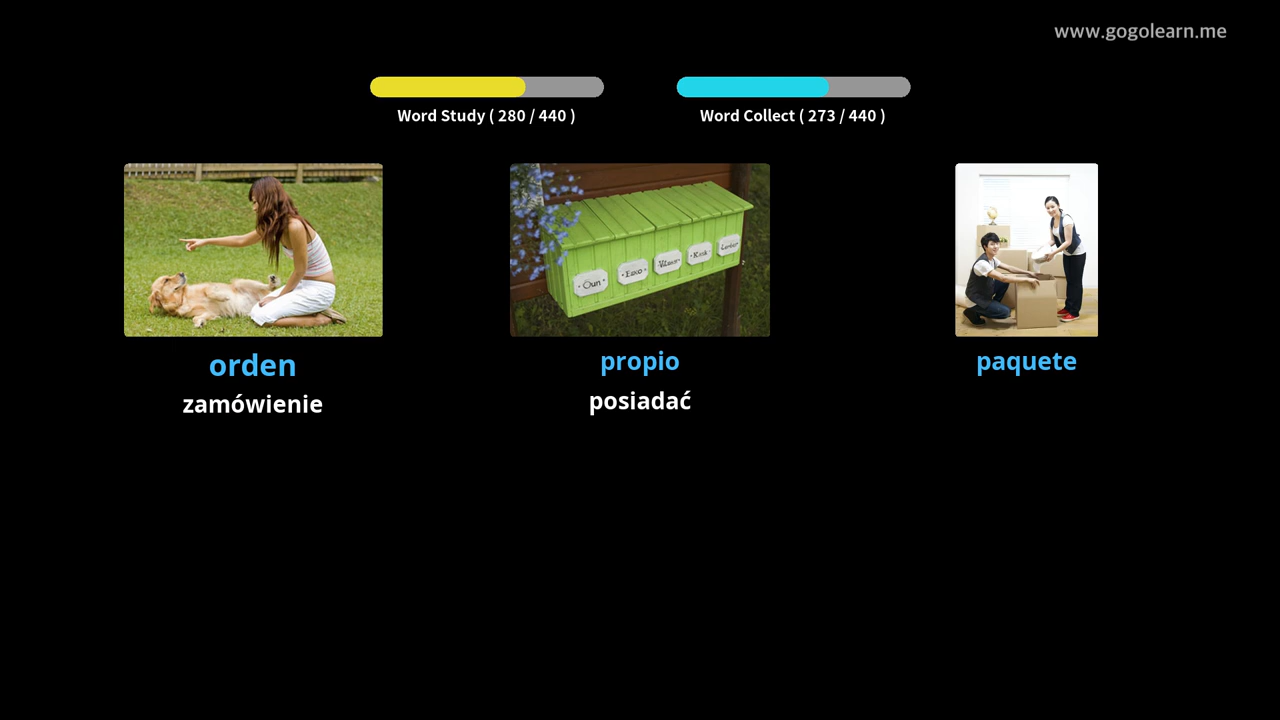 www.gogolearn.me
Word Study ( 280 / 440 )
Word Collect ( 273 / 440 )
orden
propio
paquete
zamówienie
posiadać